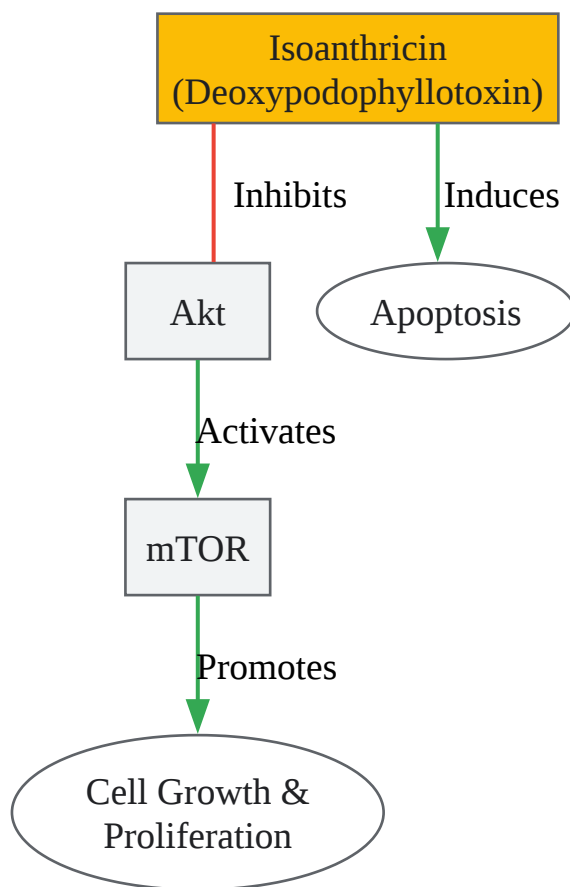 Isoanthricin
(Deoxypodophyllotoxin)
Inhibits
Induces
Akt
Apoptosis
Activates
mTOR
Promotes
Cell Growth &
Proliferation